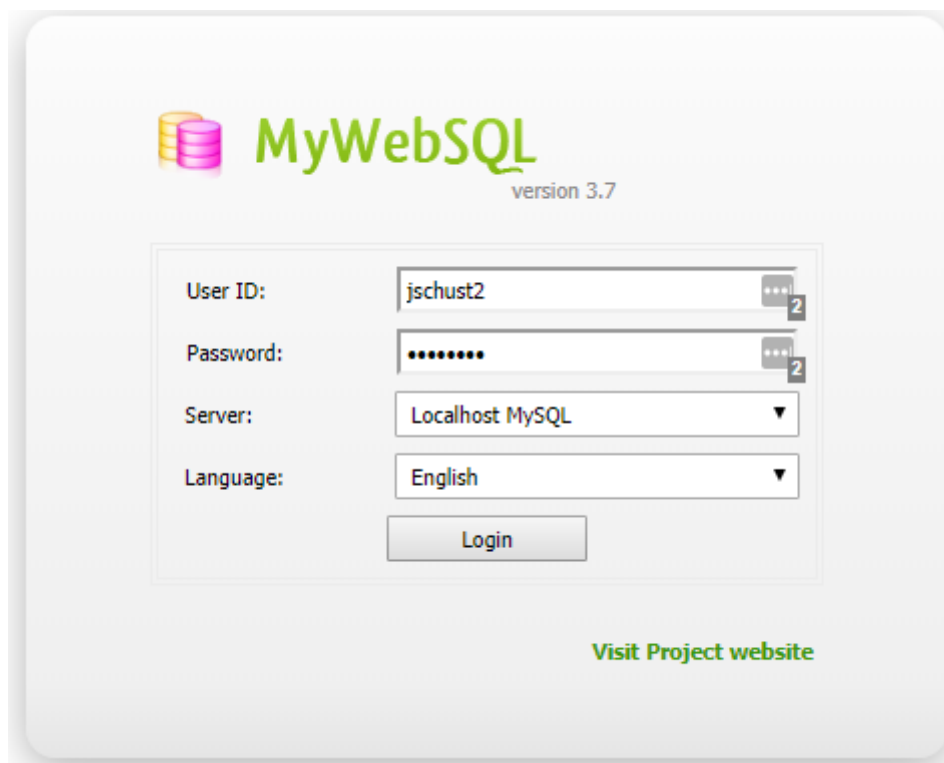 MyWebSQL
version 3.7
User ID: jschust2 2
Password: •••••••• 2
Server: Localhost MySQL
Language: English
Login
Visit Project website